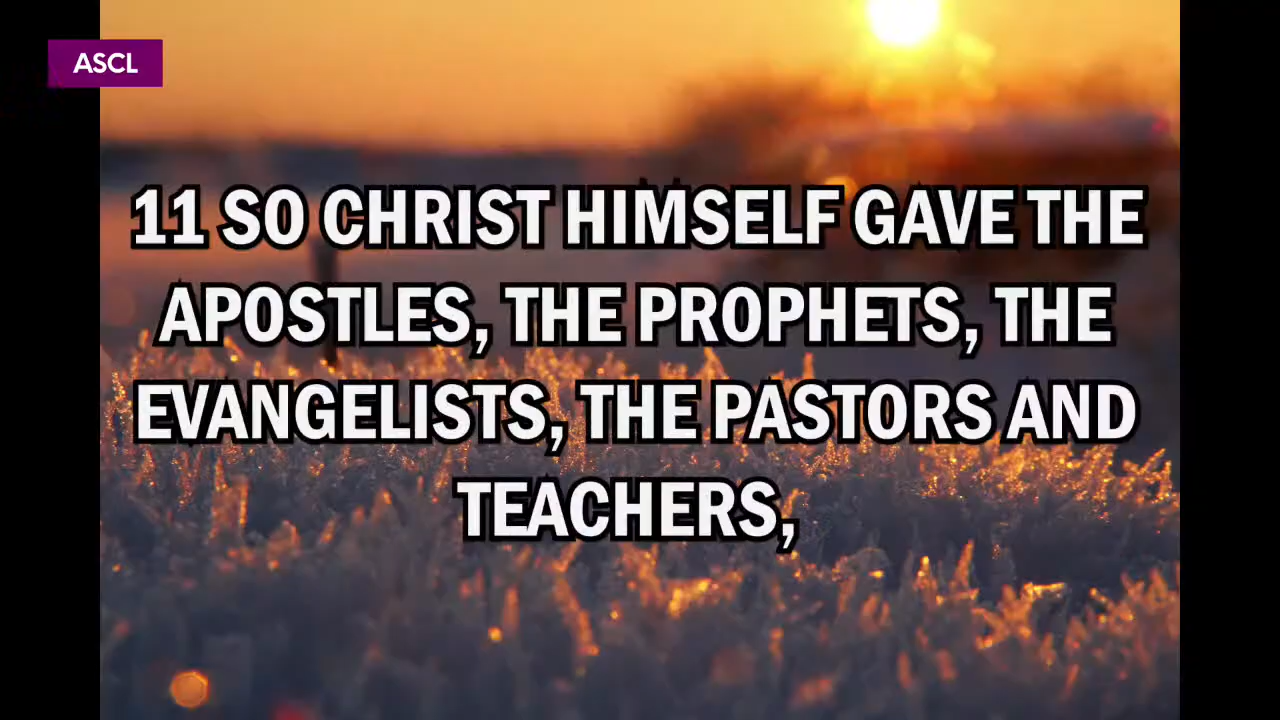 ASCL
11 SO CHRIST HIMSELF GAVE THE
APOSTLES, THE PROPHETS, THE
EVANGELISTS, THE PASTORS AND
TEACHERS,